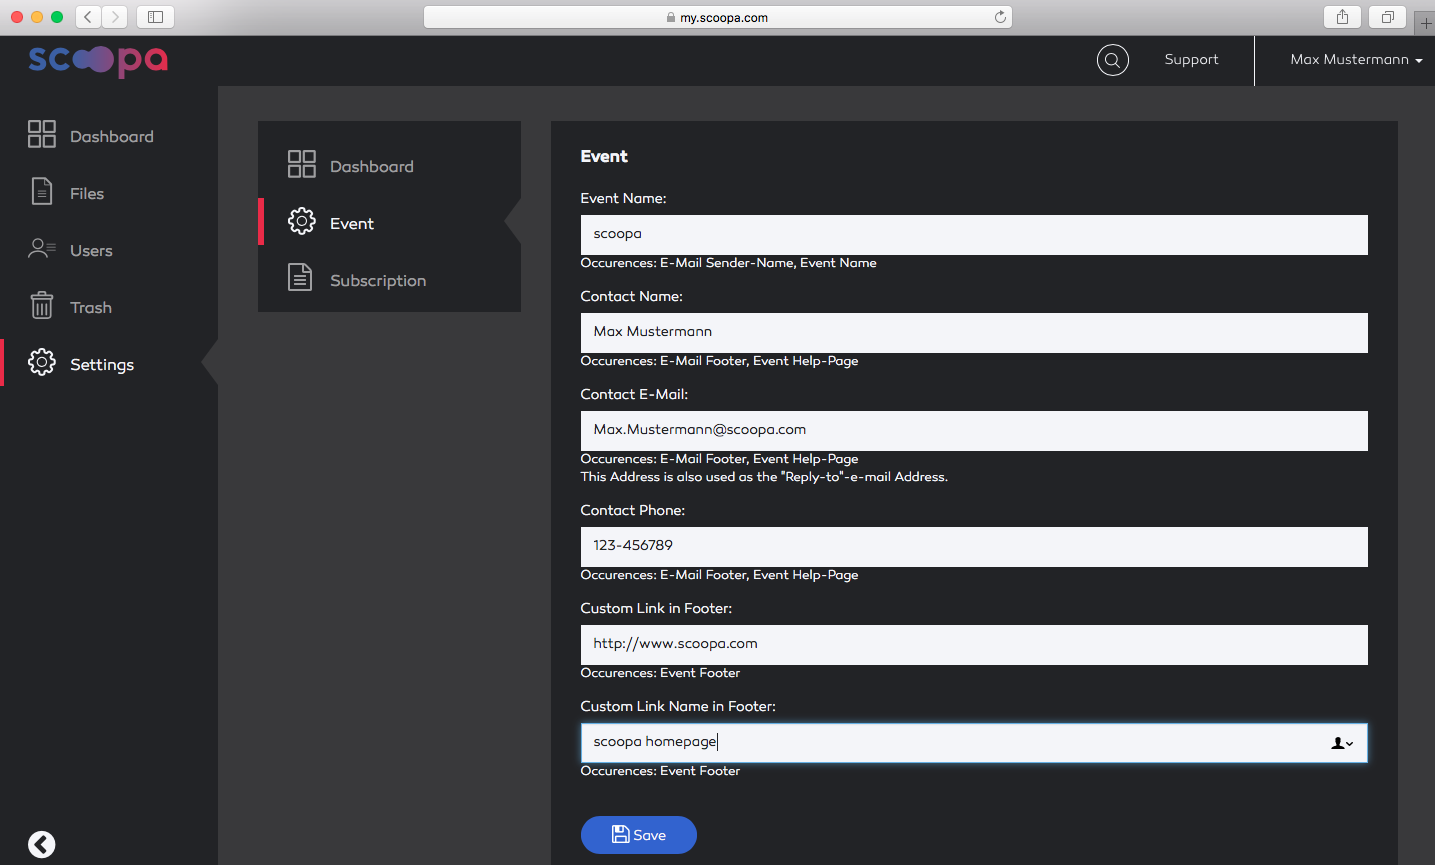 my.scoopa.com
scoopa
Support
Max Mustermann
Dashboard
Files
Users
Trash
Settings
Dashboard
Event
Subscription
Event
Event Name:
scoopa
Occurences: E-Mail Sender-Name, Event Name
Contact Name:
Max Mustermann
Occurences: E-Mail Footer, Event Help-Page
Contact E-Mail:
Max.Mustermann@scoopa.com
Occurences: E-Mail Footer, Event Help-Page
This Address is also used as the "Reply-to"-e-mail Address.
Contact Phone:
123-456789
Occurences: E-Mail Footer, Event Help-Page
Custom Link in Footer:
http://www.scoopa.com
Occurences: Event Footer
Custom Link Name in Footer:
scoopa homepage
Occurences: Event Footer
Save